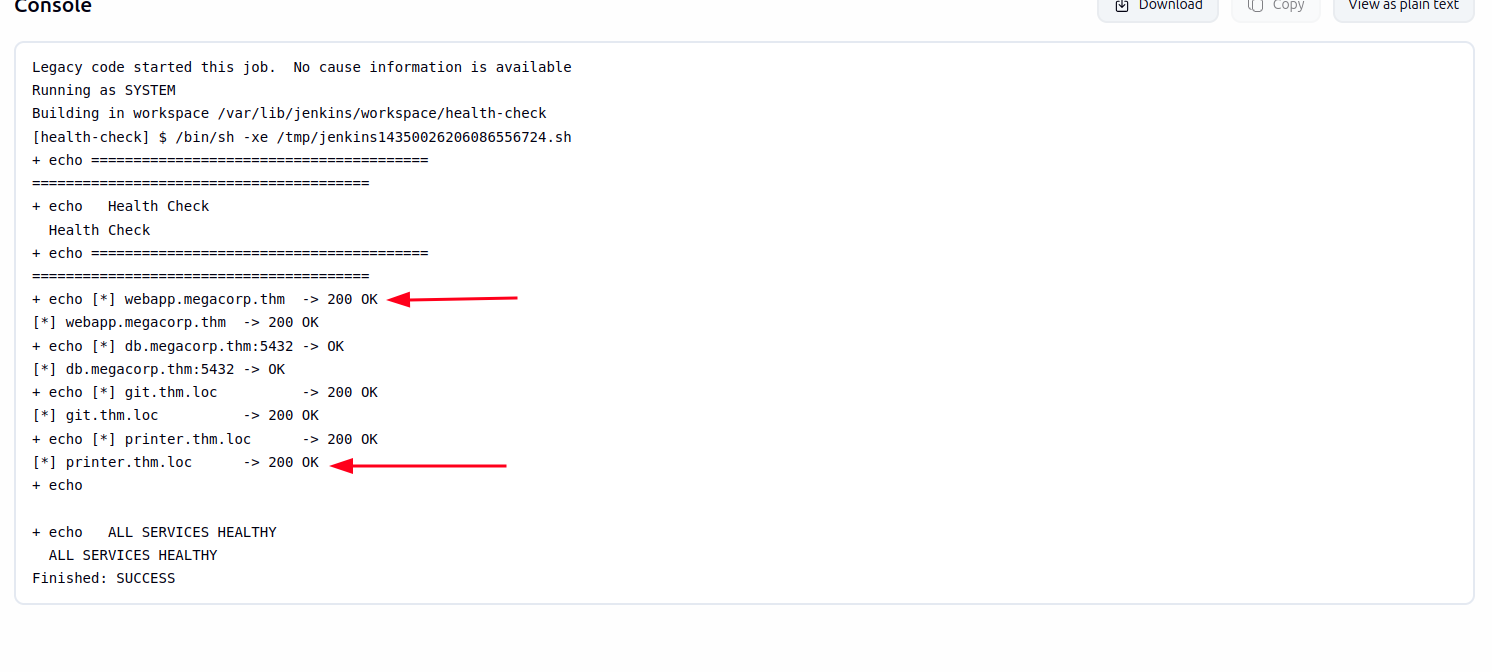 Console
Download
Copy
View as plain text
Legacy code started this job.  No cause information is available
Running as SYSTEM
Building in workspace /var/lib/jenkins/workspace/health-check
[health-check] $ /bin/sh -xe /tmp/jenkins14350026206086556724.sh
+ echo ========================================
========================================
+ echo   Health Check
  Health Check
+ echo ========================================
========================================
+ echo [*] webapp.megacorp.thm  -> 200 OK
[*] webapp.megacorp.thm  -> 200 OK
+ echo [*] db.megacorp.thm:5432 -> OK
[*] db.megacorp.thm:5432 -> OK
+ echo [*] git.thm.loc          -> 200 OK
[*] git.thm.loc          -> 200 OK
+ echo [*] printer.thm.loc      -> 200 OK
[*] printer.thm.loc      -> 200 OK
+ echo

+ echo   ALL SERVICES HEALTHY
  ALL SERVICES HEALTHY
Finished: SUCCESS